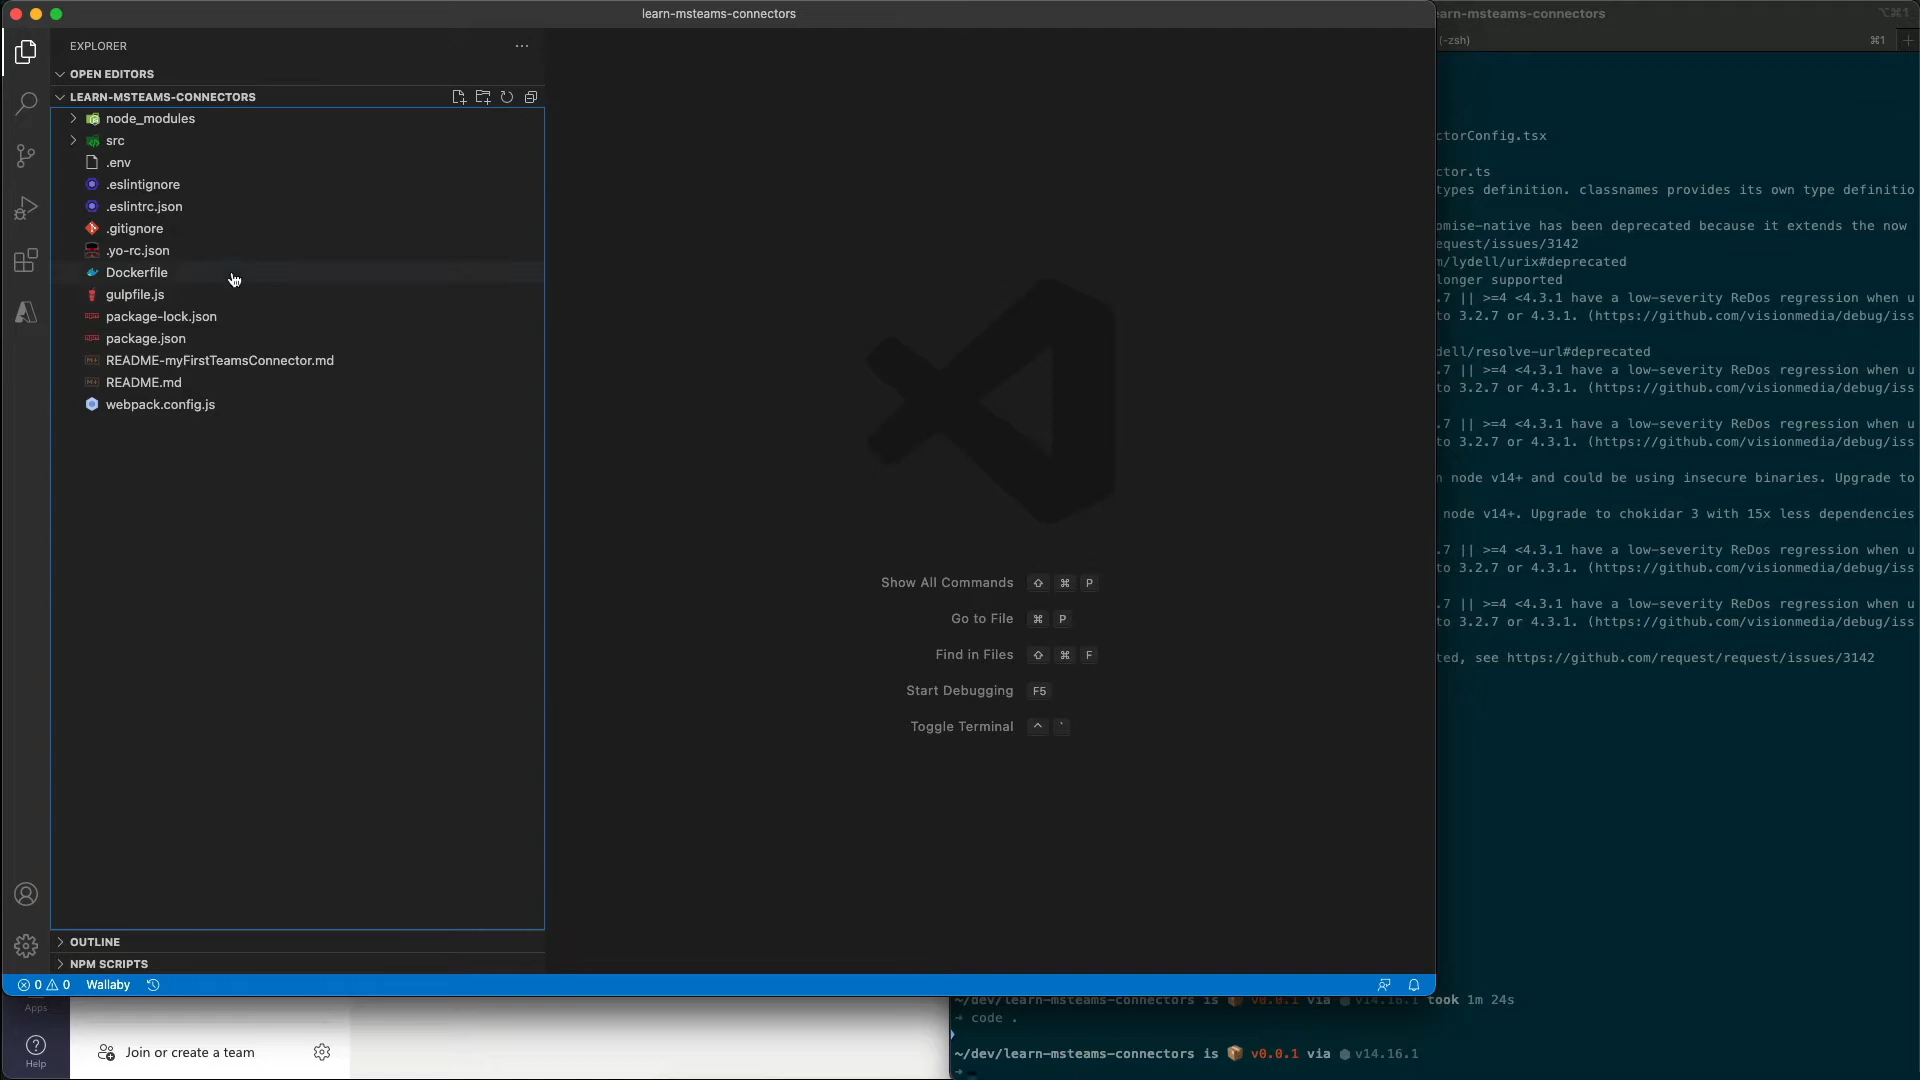 learn-msteams-connectors
EXPLORER
OPEN EDITORS
LEARN-MSTEAMS-CONNECTORS
node_modules
src
.env
.eslintignore
.eslintrc.json
.gitignore
.yo-rc.json
Dockerfile
gulpfile.js
package-lock.json
package.json
README-myFirstTeamsConnector.md
README.md
webpack.config.js
OUTLINE
NPM SCRIPTS
0 0 Wallaby
Show All Commands ⇧ ⌘ P
Go to File ⌘ P
Find in Files ⇧ ⌘ F
Start Debugging F5
Toggle Terminal ^ `
earn-msteams-connectors ⌥⌘1
(-zsh) ⌘1 +
ctorConfig.tsx
ctor.ts
types definition. classnames provides its own type definitio
omise-native has been deprecated because it extends the now
equest/issues/3142
m/lydell/urix#deprecated
longer supported
.7 || >=4 <4.3.1 have a low-severity ReDos regression when u
to 3.2.7 or 4.3.1. (https://github.com/visionmedia/debug/iss
dell/resolve-url#deprecated
.7 || >=4 <4.3.1 have a low-severity ReDos regression when u
to 3.2.7 or 4.3.1. (https://github.com/visionmedia/debug/iss
.7 || >=4 <4.3.1 have a low-severity ReDos regression when u
to 3.2.7 or 4.3.1. (https://github.com/visionmedia/debug/iss
n node v14+ and could be using insecure binaries. Upgrade to
node v14+. Upgrade to chokidar 3 with 15x less dependencies
.7 || >=4 <4.3.1 have a low-severity ReDos regression when u
to 3.2.7 or 4.3.1. (https://github.com/visionmedia/debug/iss
.7 || >=4 <4.3.1 have a low-severity ReDos regression when u
to 3.2.7 or 4.3.1. (https://github.com/visionmedia/debug/iss
ted, see https://github.com/request/request/issues/3142
~/dev/learn-msteams-connectors is v0.0.1 via v14.16.1 took 1m 24s
→ code .
~/dev/learn-msteams-connectors is v0.0.1 via v14.16.1
→
Apps
Help
Join or create a team